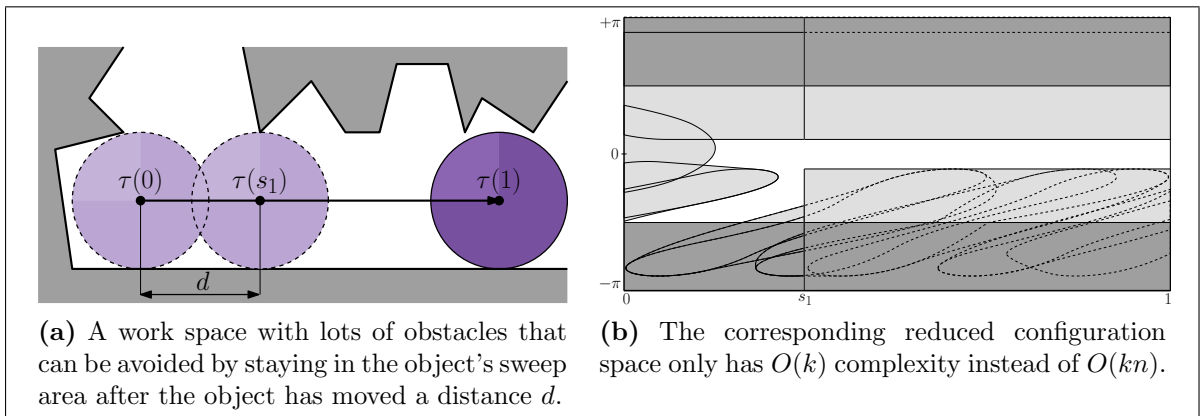 τ(0)
τ(s₁)
τ(1)
d
+π
0
−π
0
s₁
1
(a) A work space with lots of obstacles that
can be avoided by staying in the object's sweep
area after the object has moved a distance d.
(b) The corresponding reduced configuration
space only has O(k) complexity instead of O(kn).